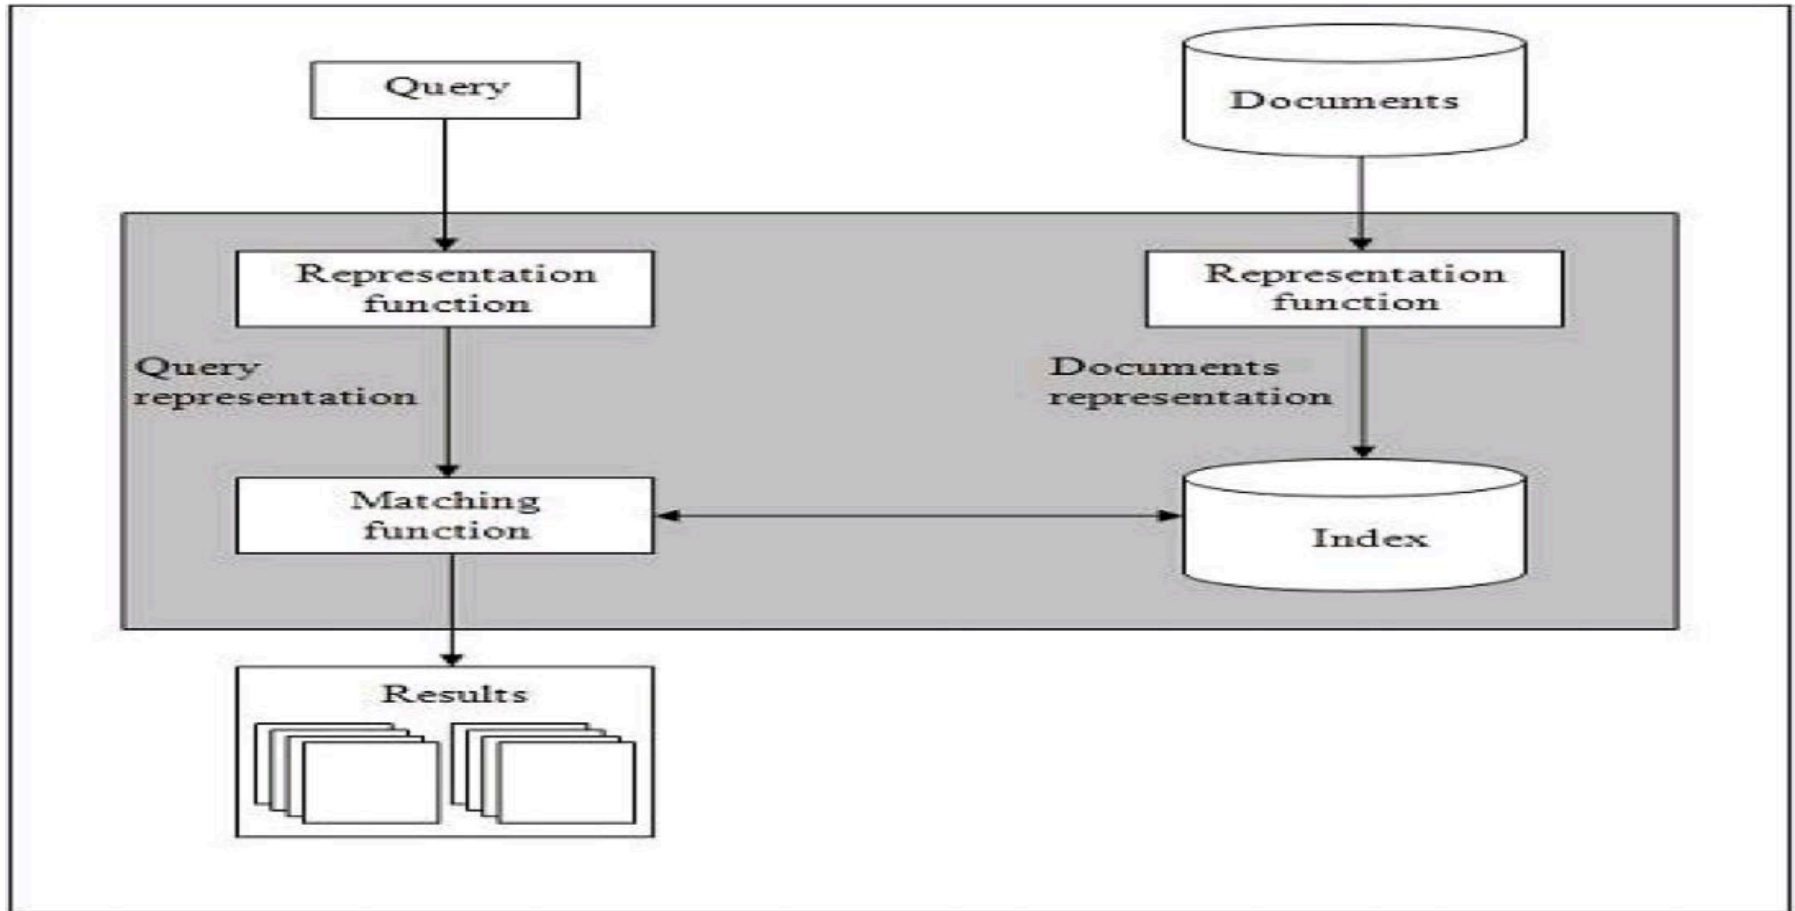 Query
Documents
Representation
function
Representation
function
Query
representation
Documents
representation
Matching
function
Index
Results